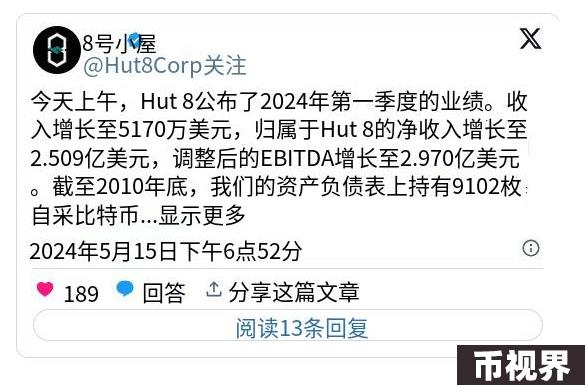 8号小屋
@Hut8Corp关注
今天上午，Hut 8公布了2024年第一季度的业绩。收
入增长至5170万美元，归属于Hut 8的净收入增长至
2.509亿美元，调整后的EBITDA增长至2.970亿美元
。截至2010年底，我们的资产负债表上持有9102枚
自采比特币...显示更多
2024年5月15日下午6点52分
189 回答 分享这篇文章
阅读13条回复
币视界